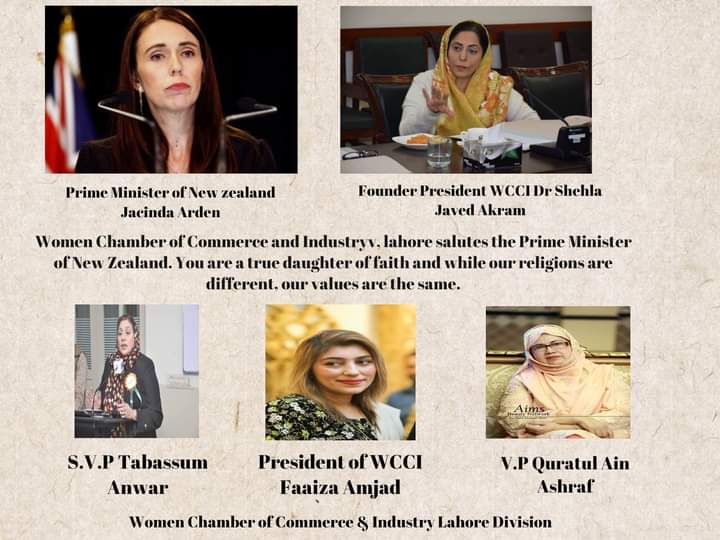 Prime Minister of New zealand
Jacinda Arden
Founder President WCCI Dr Shehla
Javed Akram
Women Chamber of Commerce and Industryv, lahore salutes the Prime Minister
of New Zealand. You are a true daughter of faith and while our religions are
different, our values are the same.
Aims
S.V.P Tabassum
Anwar
President of WCCI
Faaiza Amjad
V.P Quratul Ain
Ashraf
Women Chamber of Commerce & Industry Lahore Division